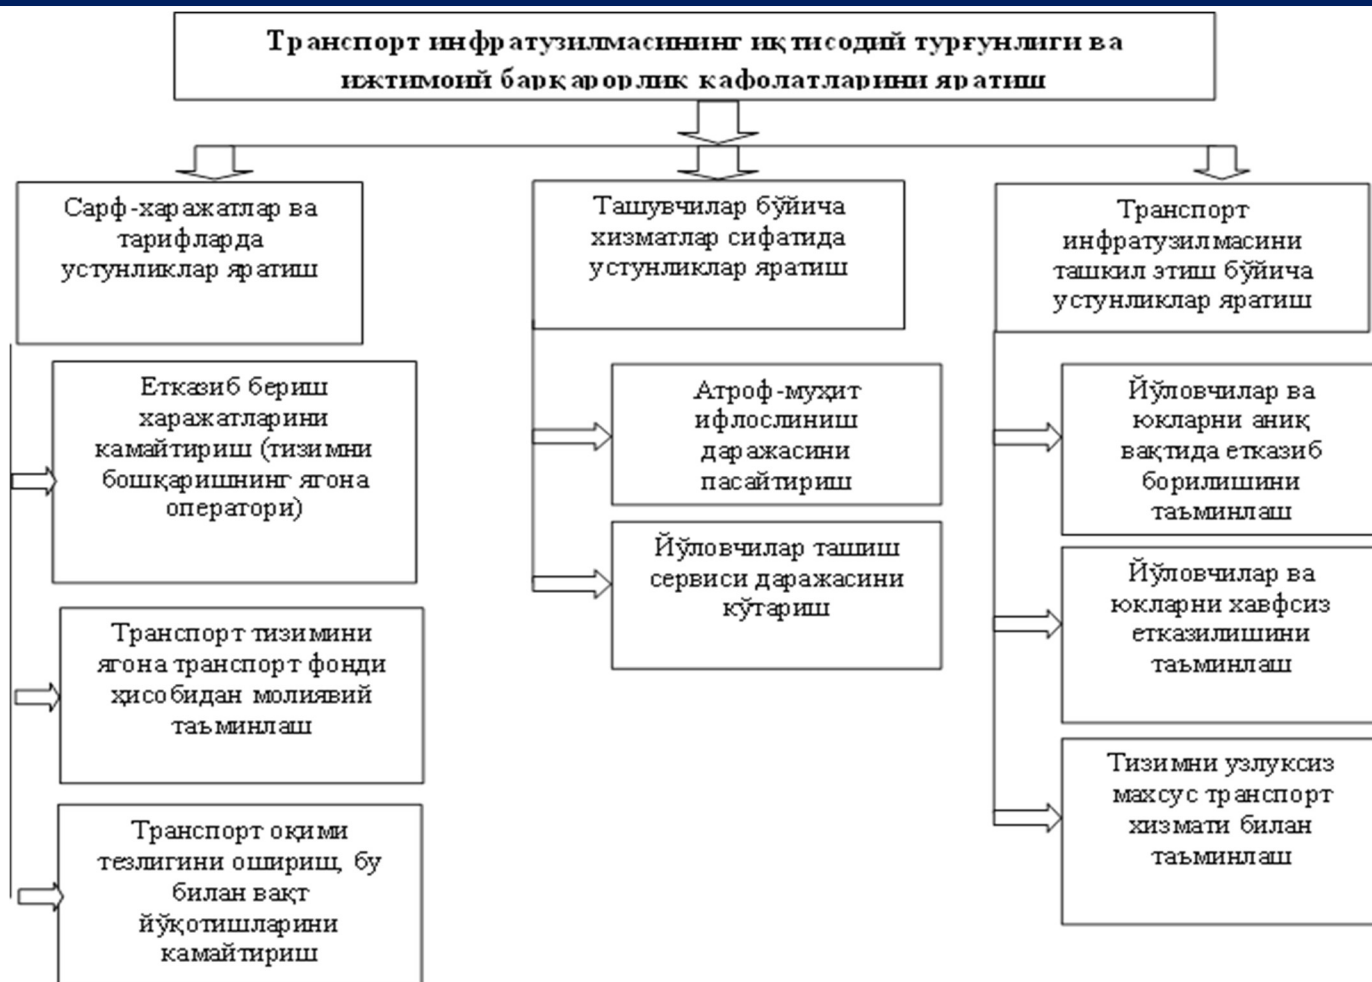 Транспорт инфратузилмасининг иқтисодий турғунлиги ва
ижтимоий барқарорлик кафолатларини яратиш
Сарф-харажатлар ва
тарифларда
устунликлар яратиш
Етказиб бериш
харажатларини
камайтириш (тизимни
бошқаришнинг ягона
оператори)
Транспорт тизимини
ягона транспорт фонди
ҳисобидан молиявий
таъминлаш
Транспорт оқими
тезлигини ошириш, бу
билан вақт
йўқотишларини
камайтириш
Ташувчилар бўйича
хизматлар сифатида
устунликлар яратиш
Атроф-муҳит
ифлослиниш
даражасини
пасайтириш
Йўловчилар ташиш
сервиси даражасини
кўтариш
Транспорт
инфратузилмасини
ташкил этиш бўйича
устунликлар яратиш
Йўловчилар ва
юкларни аниқ
вақтида етказиб
борилишини
таъминлаш
Йўловчилар ва
юкларни хавфсиз
етказилишини
таъминлаш
Тизимни узлуксиз
махсус транспорт
хизмати билан
таъминлаш